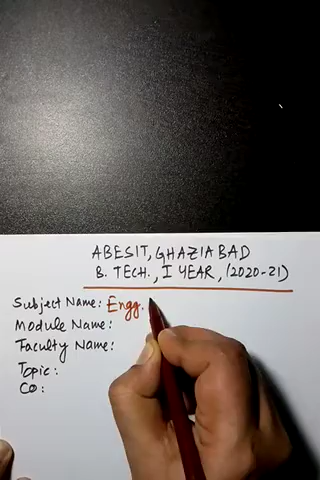 ABESIT, GHAZIABAD
B. TECH., I YEAR, (2020-21)
Subject Name: Engg.
Module Name:
Faculty Name:
Topic:
CO: